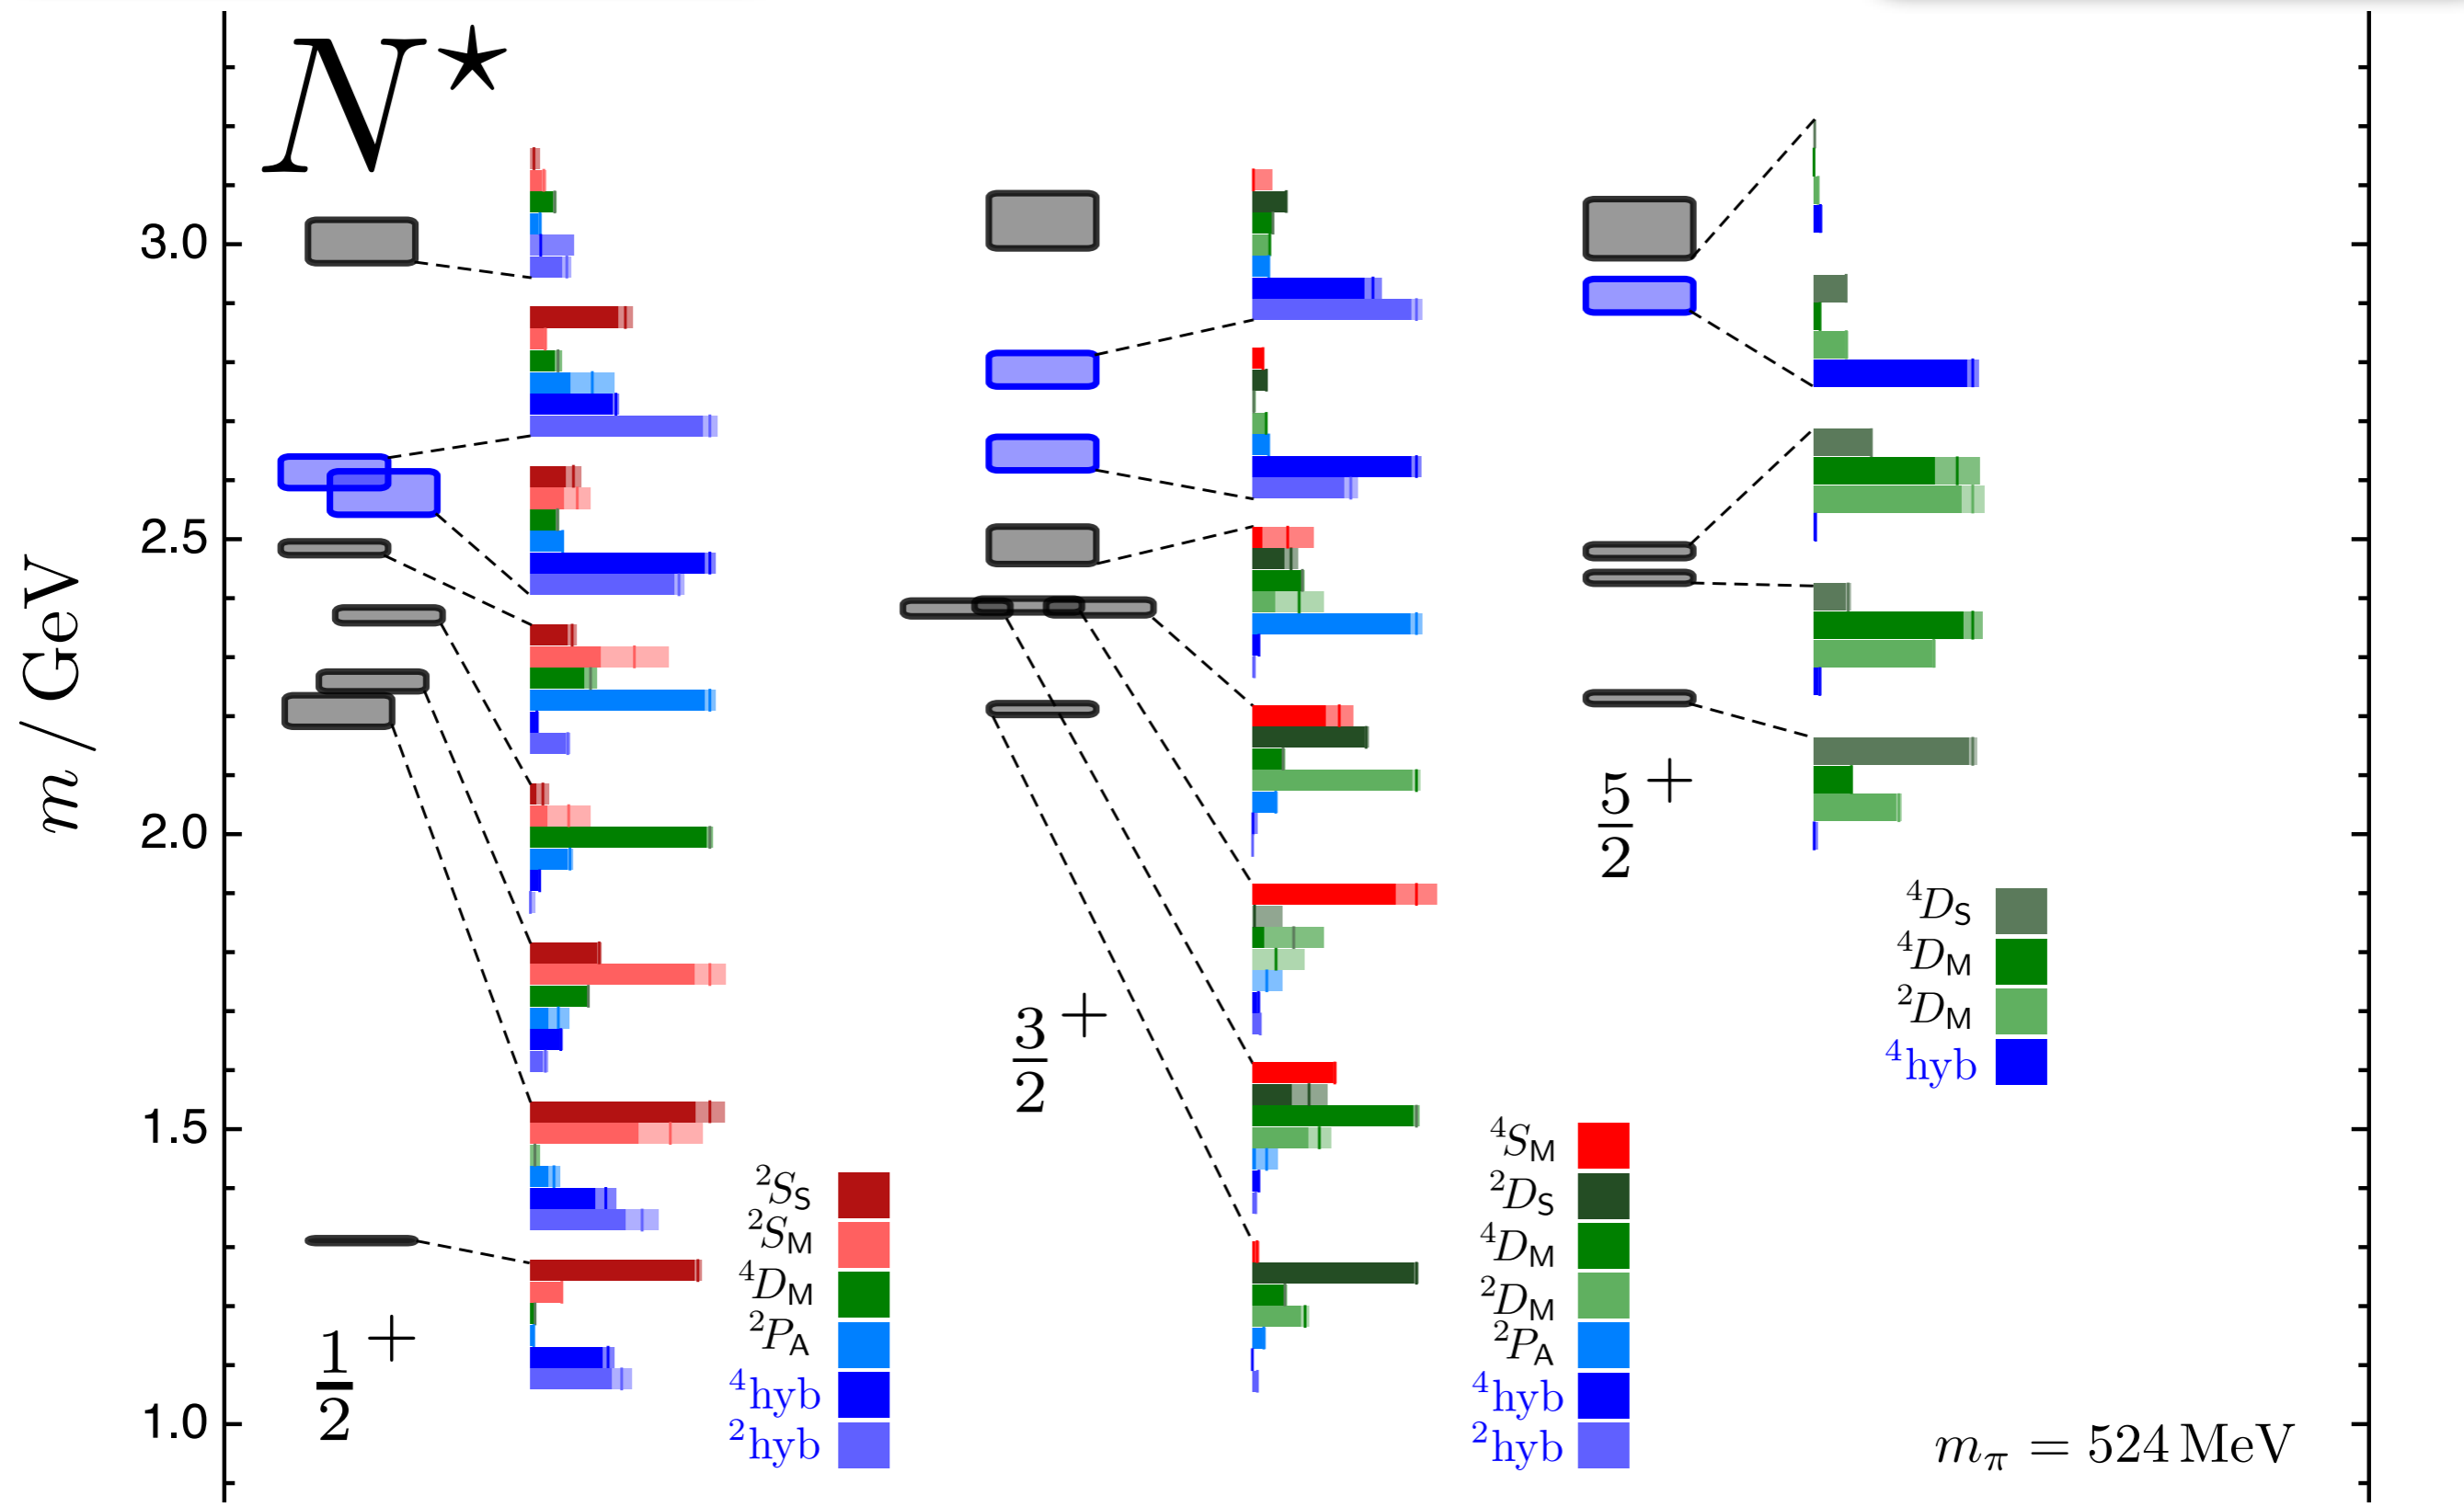 N★
3.0
2.5
2.0
1.5
1.0
m / GeV
1/2 +
3/2 +
5/2 +
²S_S
²S_M
⁴D_M
²P_A
⁴hyb
²hyb
⁴S_M
²D_S
⁴D_M
²D_M
²P_A
⁴hyb
²hyb
⁴D_S
⁴D_M
²D_M
⁴hyb
m_π = 524 MeV